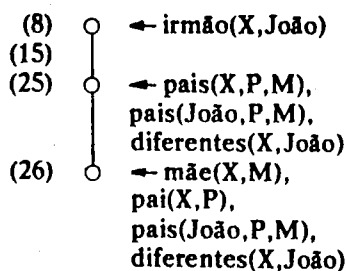 (8) ← irmão(X,João)
(15)
(25) ← pais(X,P,M),
pais(João,P,M),
diferentes(X,João)
(26) ← mãe(X,M),
pai(X,P),
pais(João,P,M),
diferentes(X,João)